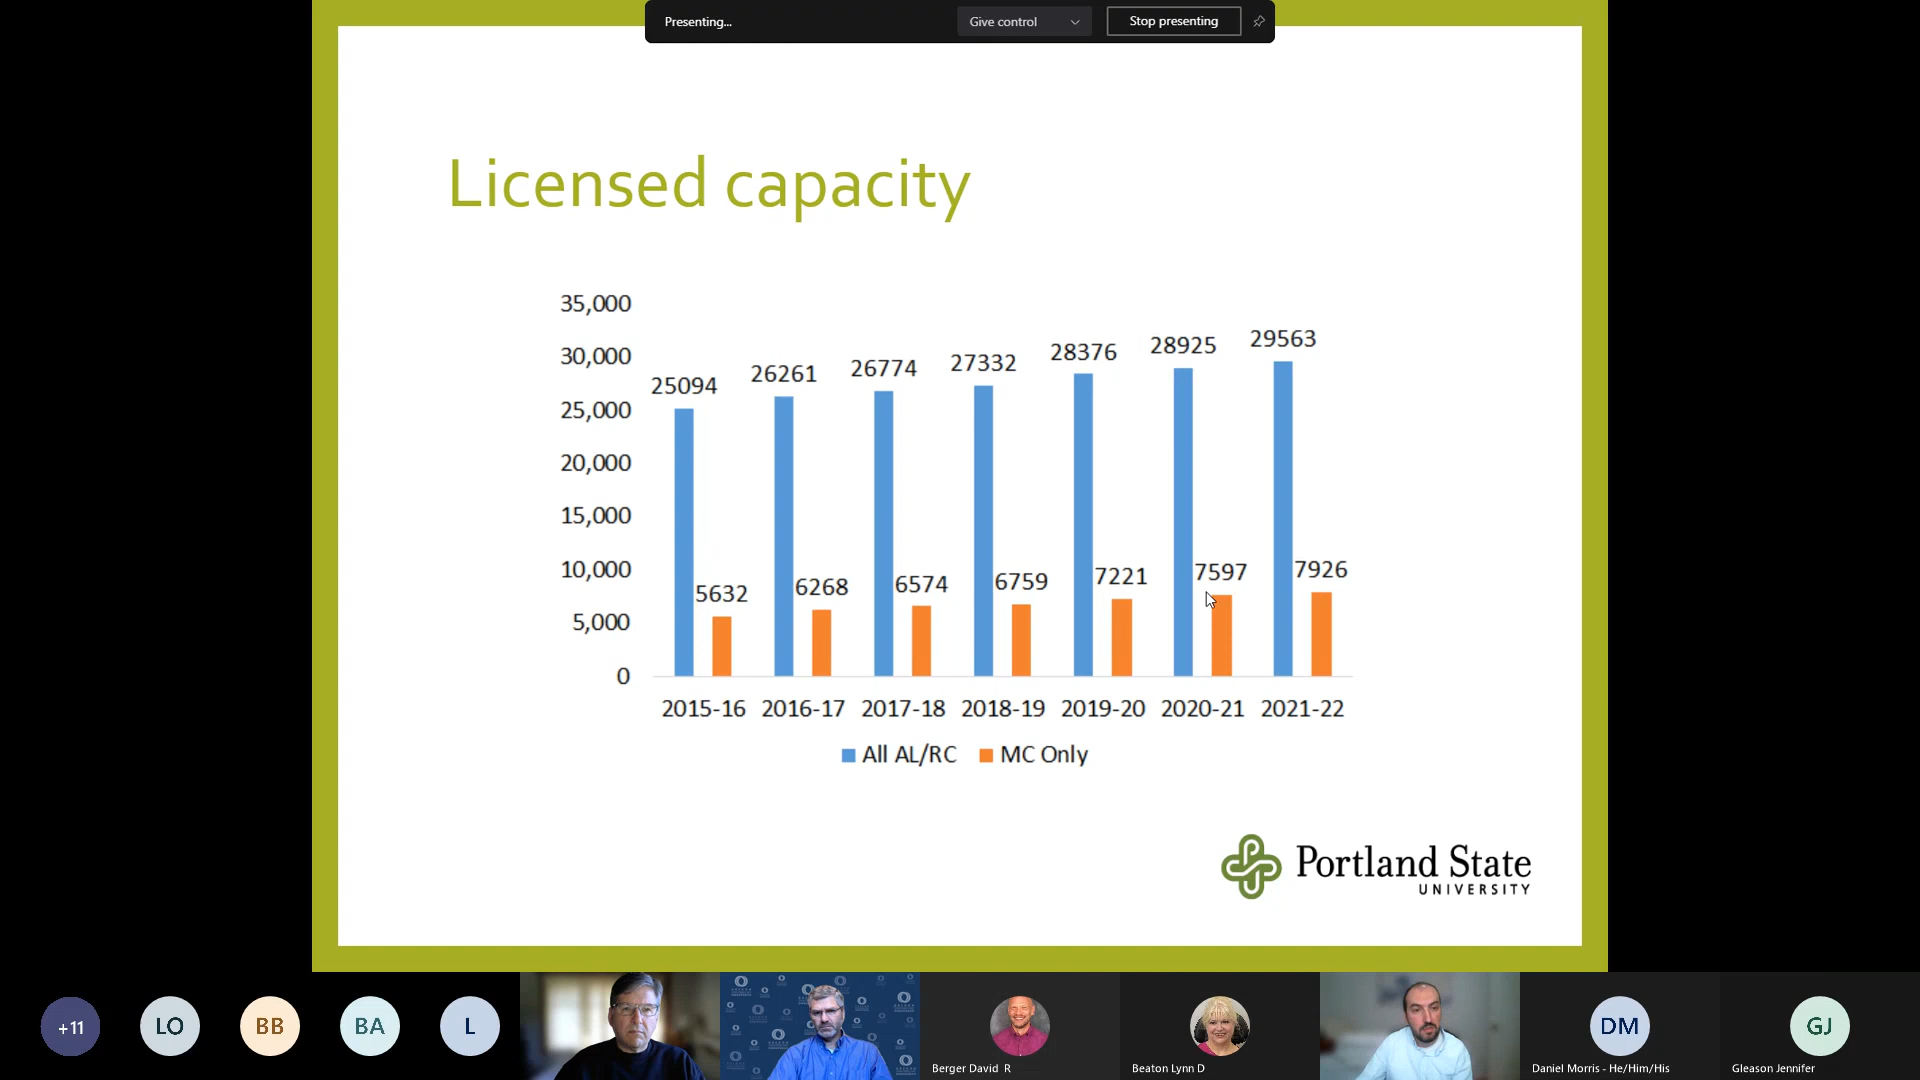 Presenting...
Give control
Stop presenting
Licensed capacity
35,000
30,000
25,000
20,000
15,000
10,000
5,000
0
25094
26261
26774
27332
28376
28925
29563
5632
6268
6574
6759
7221
7597
7926
2015-16 2016-17 2017-18 2018-19 2019-20 2020-21 2021-22
All AL/RC MC Only
Portland State
UNIVERSITY
+11
LO
BB
BA
L
Berger David R
Beaton Lynn D
DM
Daniel Morris - He/Him/His
GJ
Gleason Jennifer